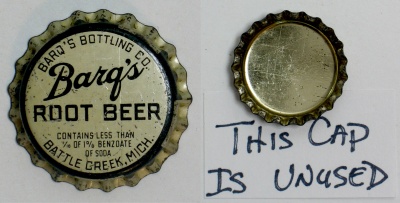 BARQ'S BOTTLING CO.
Barq's
ROOT BEER
CONTAINS LESS THAN
1/10 OF 1% BENZOATE
OF SODA
BATTLE CREEK, MICH.
THIS CAP
IS UNUSED